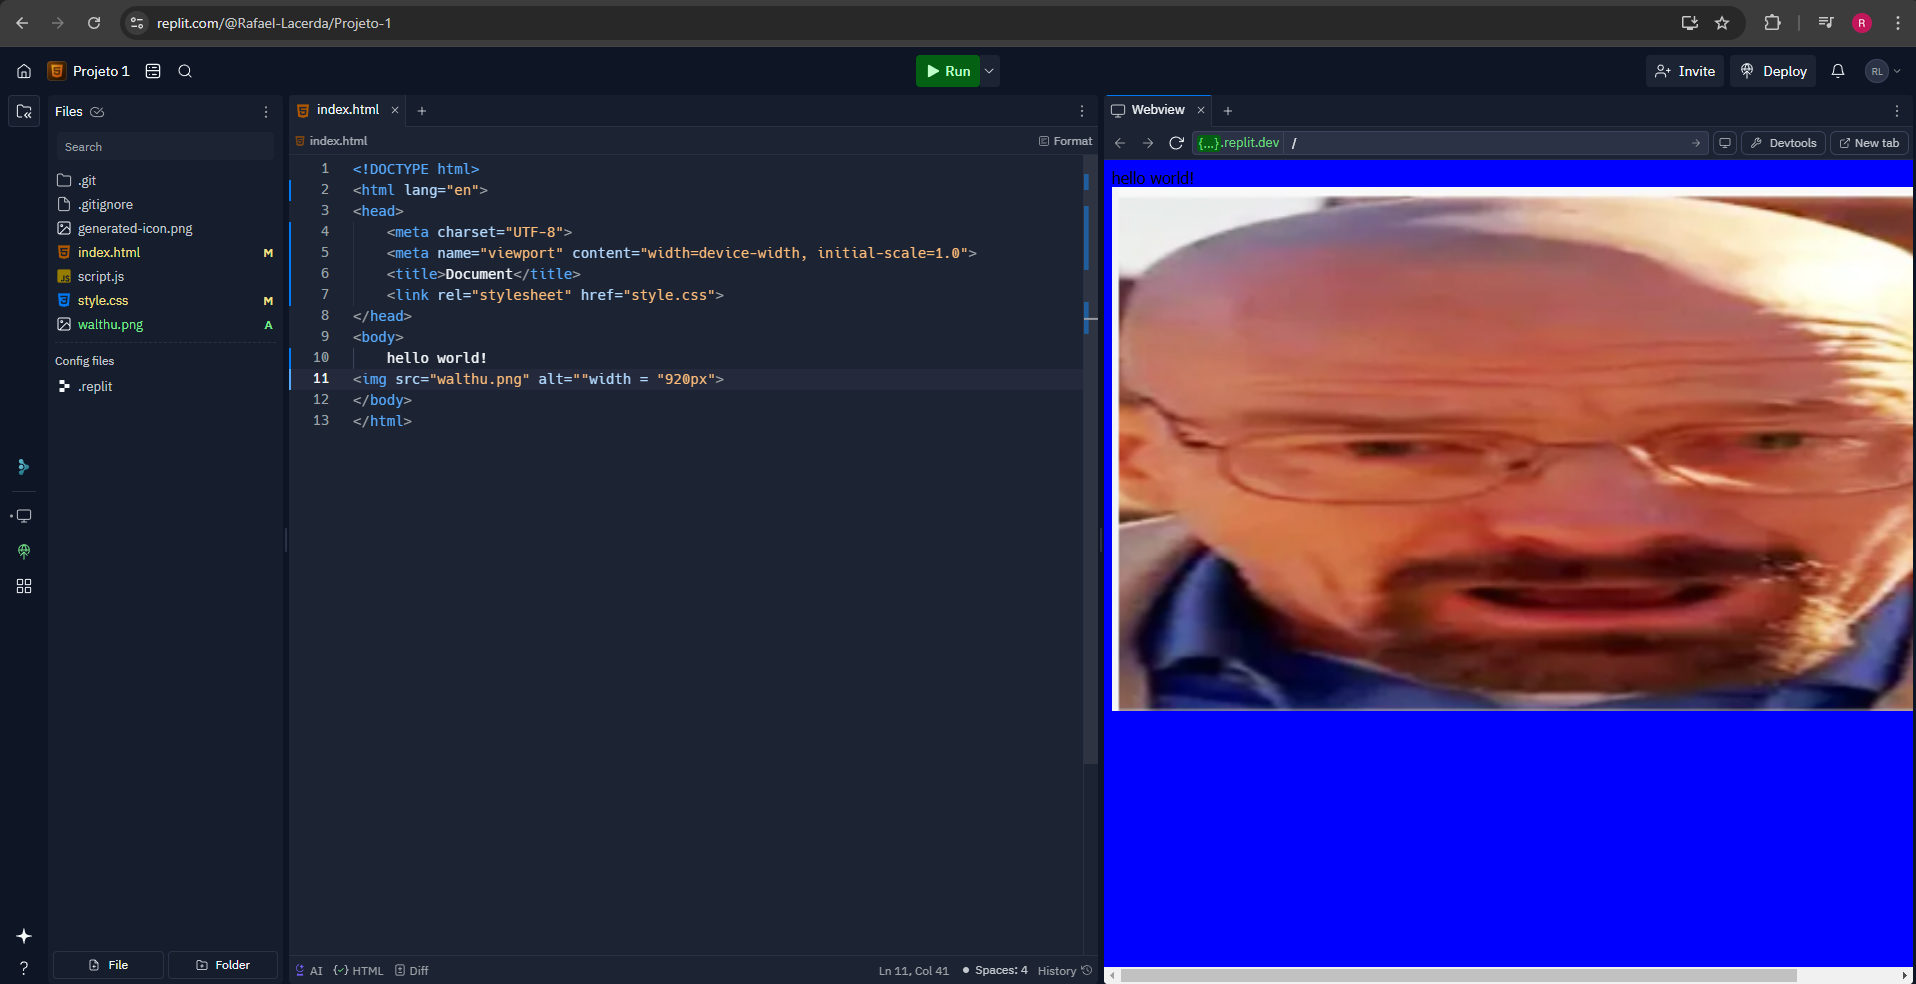 replit.com/@Rafael-Lacerda/Projeto-1
R
Projeto 1
Run
Invite
Deploy
RL
Files
Search
.git
.gitignore
generated-icon.png
index.html M
script.js
style.css M
walthu.png A
Config files
.replit
File
Folder
index.html
index.html
Format
1 <!DOCTYPE html>
2 <html lang="en">
3 <head>
4 <meta charset="UTF-8">
5 <meta name="viewport" content="width=device-width, initial-scale=1.0">
6 <title>Document</title>
7 <link rel="stylesheet" href="style.css">
8 </head>
9 <body>
10 hello world!
11 <img src="walthu.png" alt=""width = "920px">
12 </body>
13 </html>
AI
HTML
Diff
Ln 11, Col 41
Spaces: 4
History
Webview
{...}.replit.dev /
Devtools
New tab
hello world!